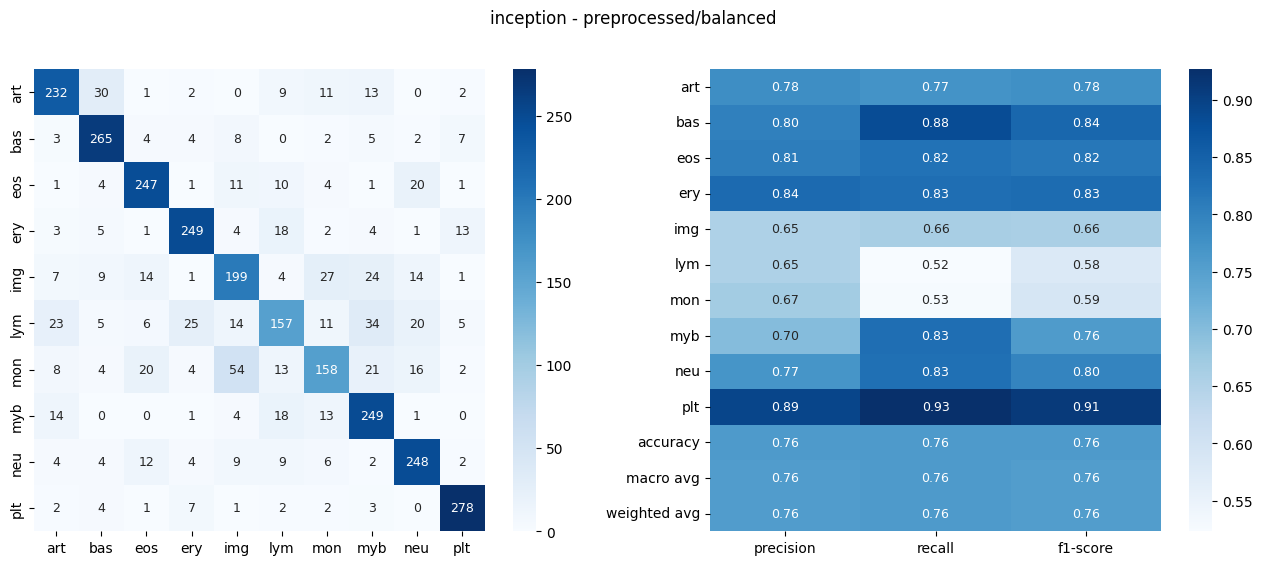 inception - preprocessed/balanced
art 232 30 1 2 0 9 11 13 0 2
bas 3 265 4 4 8 0 2 5 2 7
eos 1 4 247 1 11 10 4 1 20 1
ery 3 5 1 249 4 18 2 4 1 13
img 7 9 14 1 199 4 27 24 14 1
lym 23 5 6 25 14 157 11 34 20 5
mon 8 4 20 4 54 13 158 21 16 2
myb 14 0 0 1 4 18 13 249 1 0
neu 4 4 12 4 9 9 6 2 248 2
plt 2 4 1 7 1 2 2 3 0 278
art bas eos ery img lym mon myb neu plt
250
200
150
100
50
0
art 0.78 0.77 0.78
bas 0.80 0.88 0.84
eos 0.81 0.82 0.82
ery 0.84 0.83 0.83
img 0.65 0.66 0.66
lym 0.65 0.52 0.58
mon 0.67 0.53 0.59
myb 0.70 0.83 0.76
neu 0.77 0.83 0.80
plt 0.89 0.93 0.91
accuracy 0.76 0.76 0.76
macro avg 0.76 0.76 0.76
weighted avg 0.76 0.76 0.76
precision recall f1-score
0.90
0.85
0.80
0.75
0.70
0.65
0.60
0.55